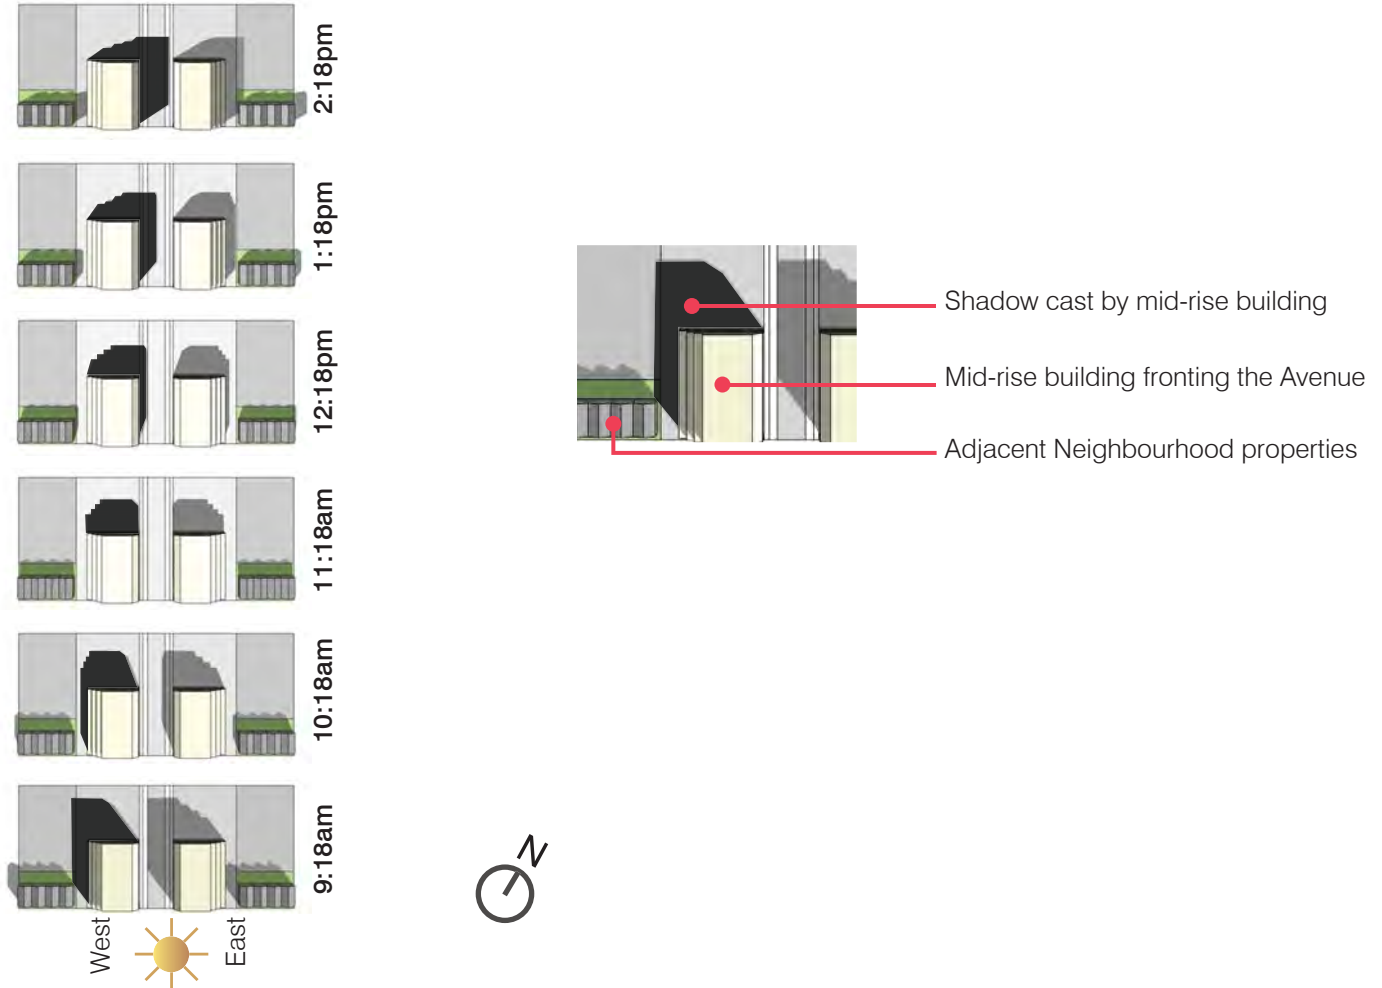 2:18pm
1:18pm
12:18pm
11:18am
10:18am
9:18am
West
East
N
Shadow cast by mid-rise building
Mid-rise building fronting the Avenue
Adjacent Neighbourhood properties